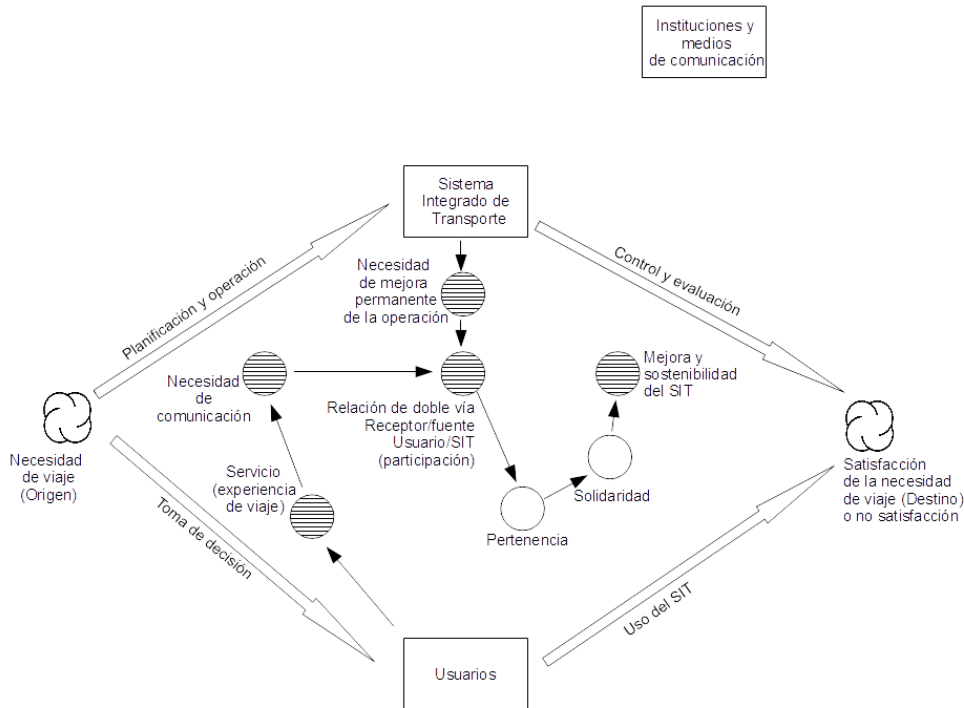 Instituciones y
medios
de comunicación
Sistema
Integrado de
Transporte
Planificación y operación
Control y evaluación
Necesidad
de mejora
permanente
de la operación
Necesidad
de
comunicación
Mejora y
sostenibilidad
del SIT
Relación de doble vía
Receptor/fuente
Usuario/SIT
(participación)
Necesidad
de viaje
(Origen)
Servicio
(experiencia
de viaje)
Solidaridad
Satisfacción
de la necesidad
de viaje (Destino)
o no satisfacción
Pertenencia
Toma de decisión
Uso del SIT
Usuarios